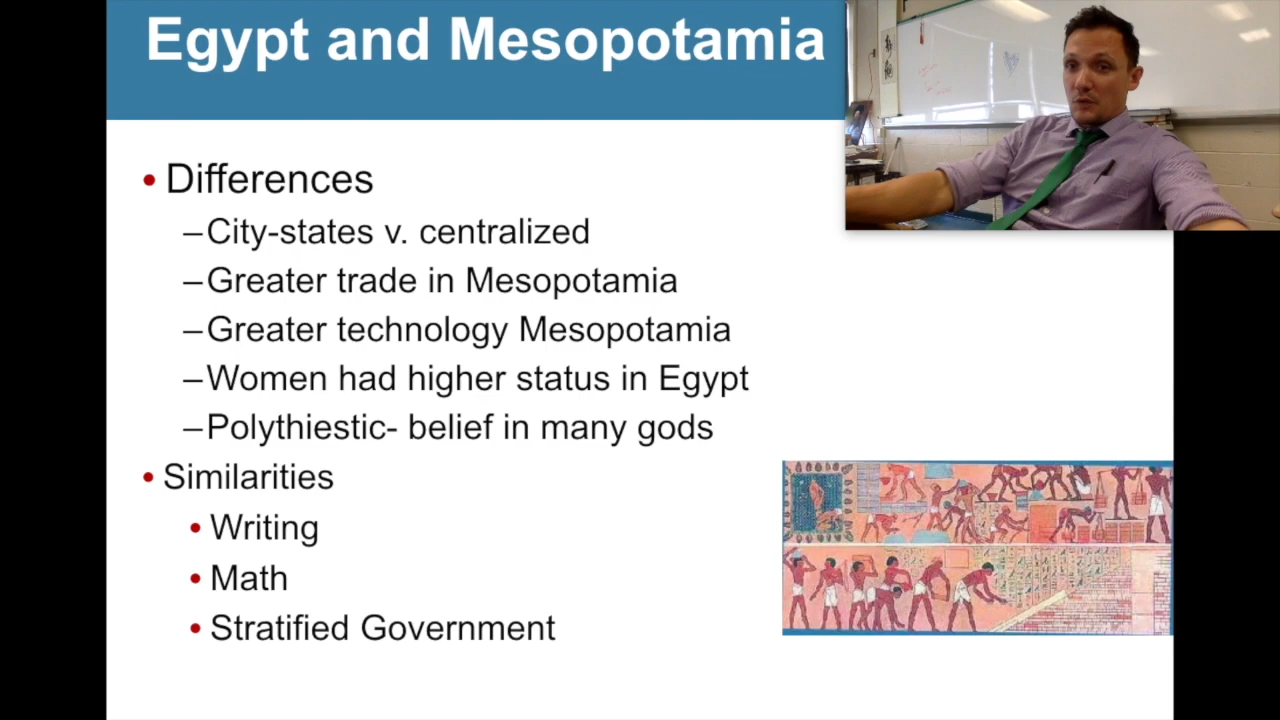 Egypt and Mesopotamia
• Differences
–City-states v. centralized
–Greater trade in Mesopotamia
–Greater technology Mesopotamia
–Women had higher status in Egypt
–Polythiestic- belief in many gods
• Similarities
• Writing
• Math
• Stratified Government